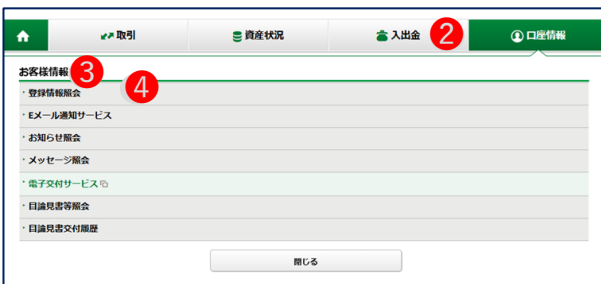 取引
資産状況
入出金
2
口座情報
お客様情報
3
4
・登録情報照会
・Eメール通知サービス
・お知らせ照会
・メッセージ照会
・電子交付サービス
・目論見書等照会
・目論見書交付履歴
閉じる